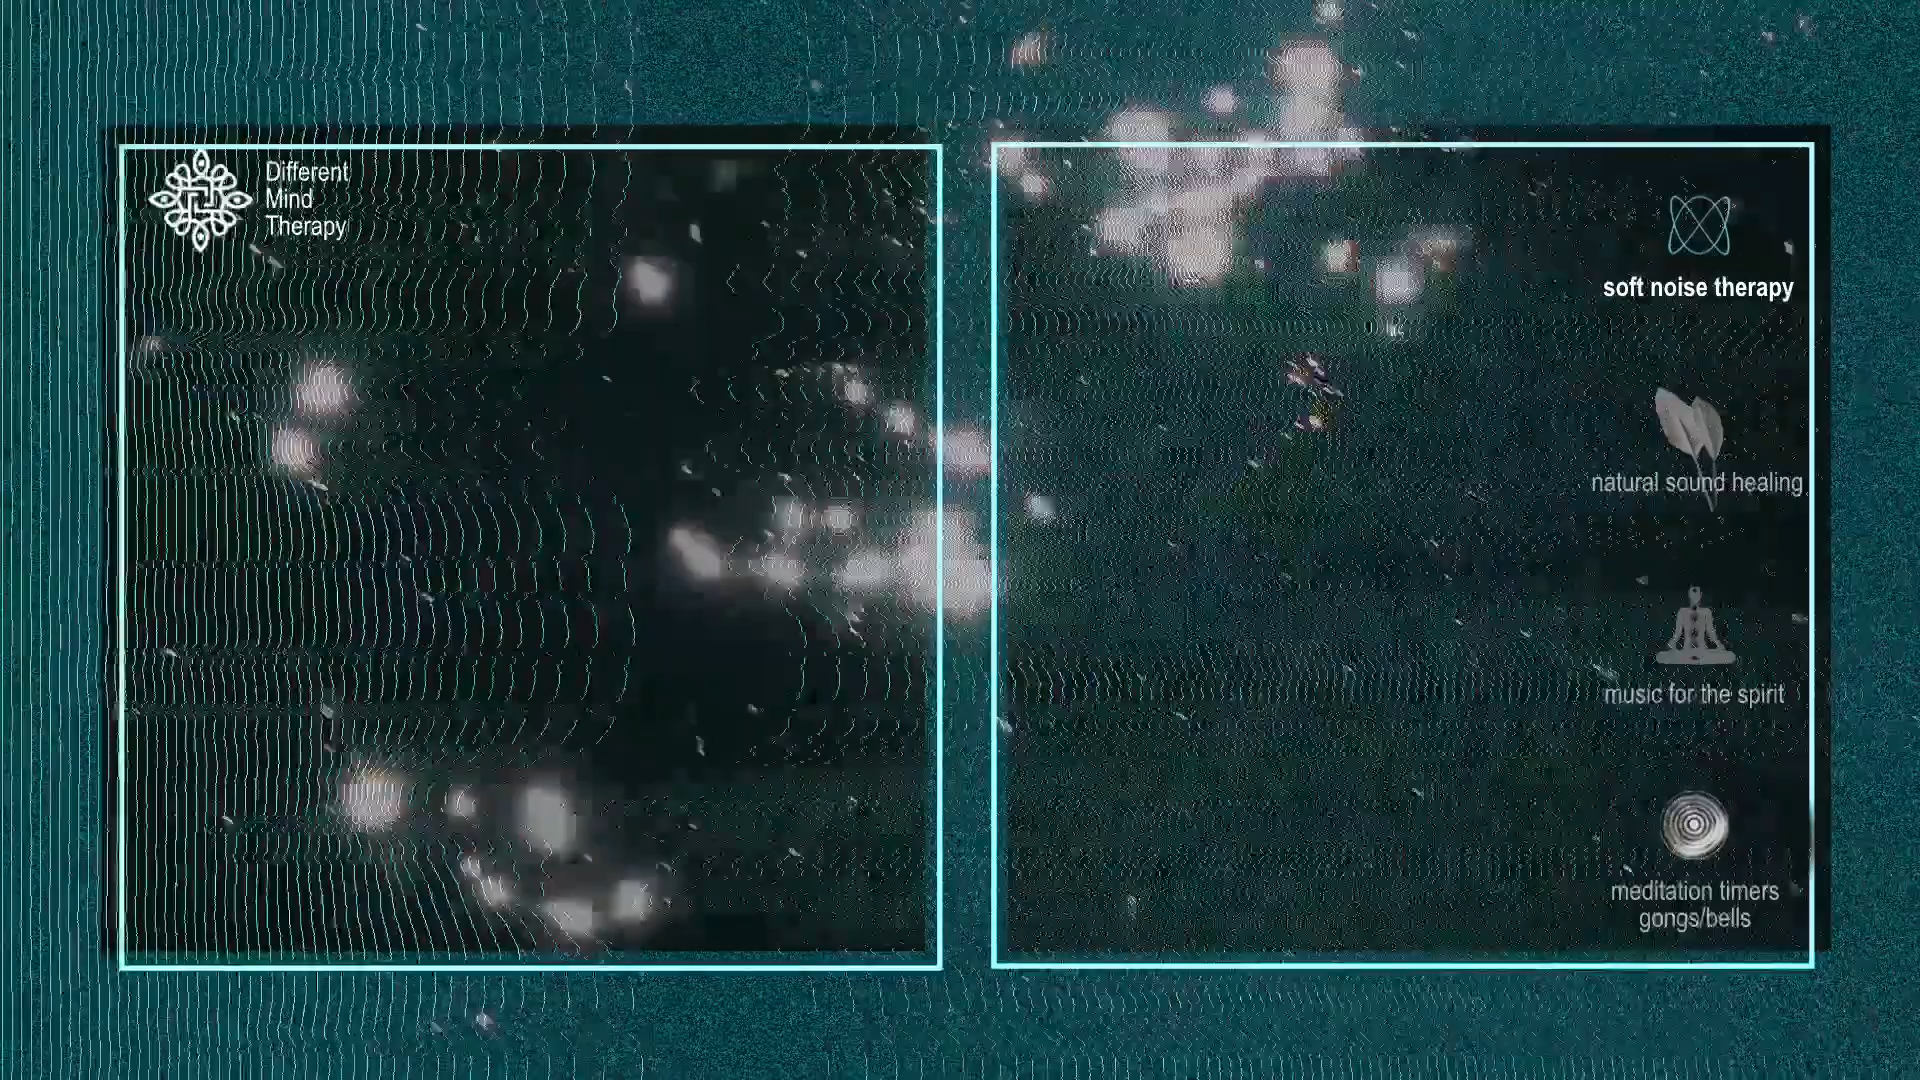 Different
Mind
Therapy
soft noise therapy
natural sound healing
music for the spirit
meditation timers
gongs/bells